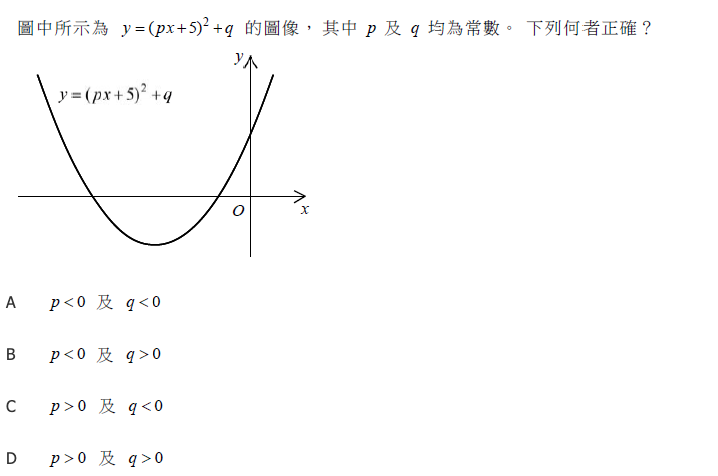 圖中所示為 y=(px+5)²+q 的圖像，其中 p 及 q 均為常數。 下列何者正確？
y
y=(px+5)²+q
O
x
A p<0 及 q<0
B p<0 及 q>0
C p>0 及 q<0
D p>0 及 q>0